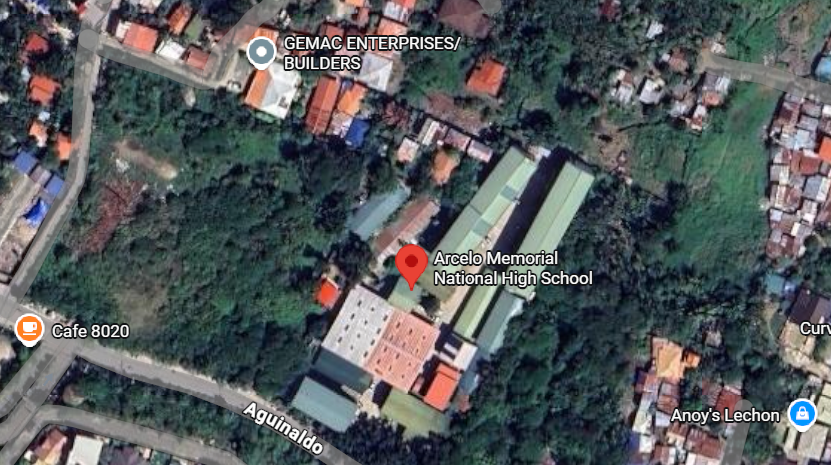 GEMAC ENTERPRISES/
BUILDERS
Arcelo Memorial
National High School
Cafe 8020
Curv
Anoy's Lechon
Aguinaldo